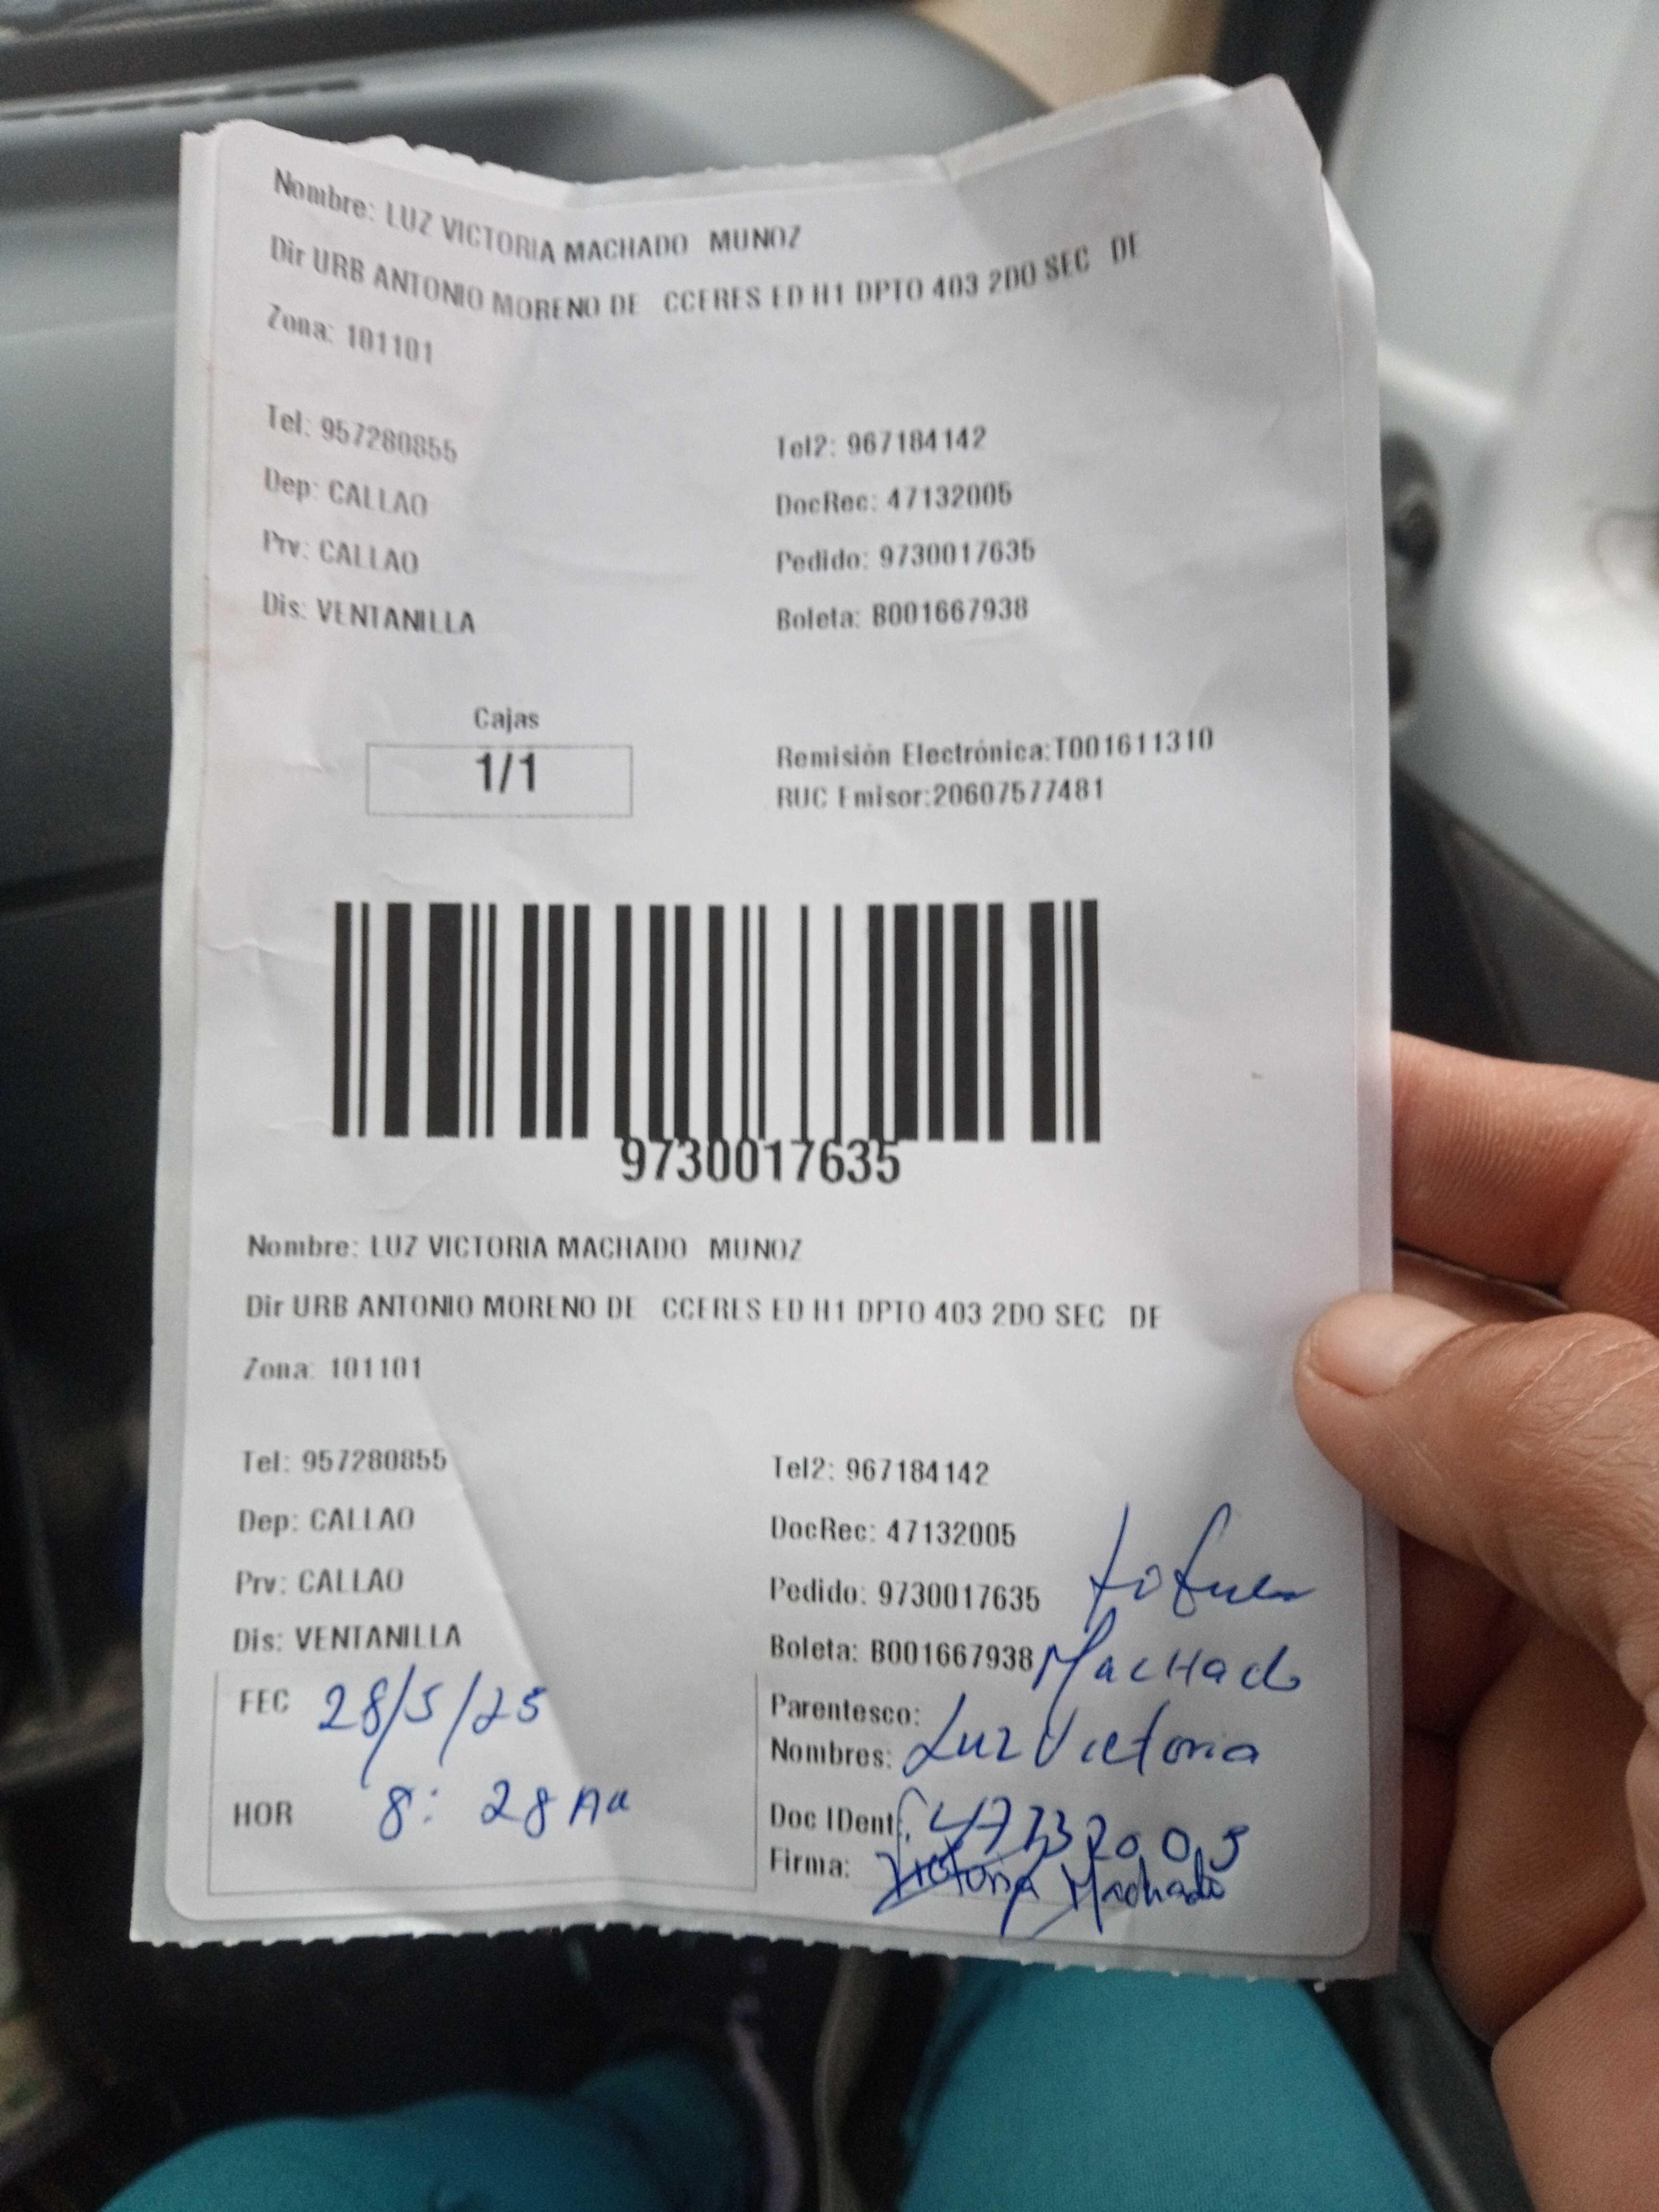 Nombre: LUZ VICTORIA MACHADO MUNOZ
Dir URB ANTONIO MORENO DE CCERES ED H1 DPTO 403 2DO SEC DE
Zona: 101101
Tel: 957280855 Tel2: 967184142
Dep: CALLAO DocRec: 47132005
Prv: CALLAO Pedido: 9730017635
Dis: VENTANILLA Boleta: B001667938
Cajas
1/1
Remisión Electrónica:T001611310
RUC Emisor:20607577481
9730017635
Nombre: LUZ VICTORIA MACHADO MUNOZ
Dir URB ANTONIO MORENO DE CCERES ED H1 DPTO 403 2DO SEC DE
Zona: 101101
Tel: 957280855 Tel2: 967184142
Dep: CALLAO DocRec: 47132005
Prv: CALLAO Pedido: 9730017635
Dis: VENTANILLA Boleta: B001667938 Machado
FEC 28/5/25 Parentesco:
Nombres: Luz Victoria
HOR 8:28 Doc IDent: 47132005
Firma: Victoria Machado